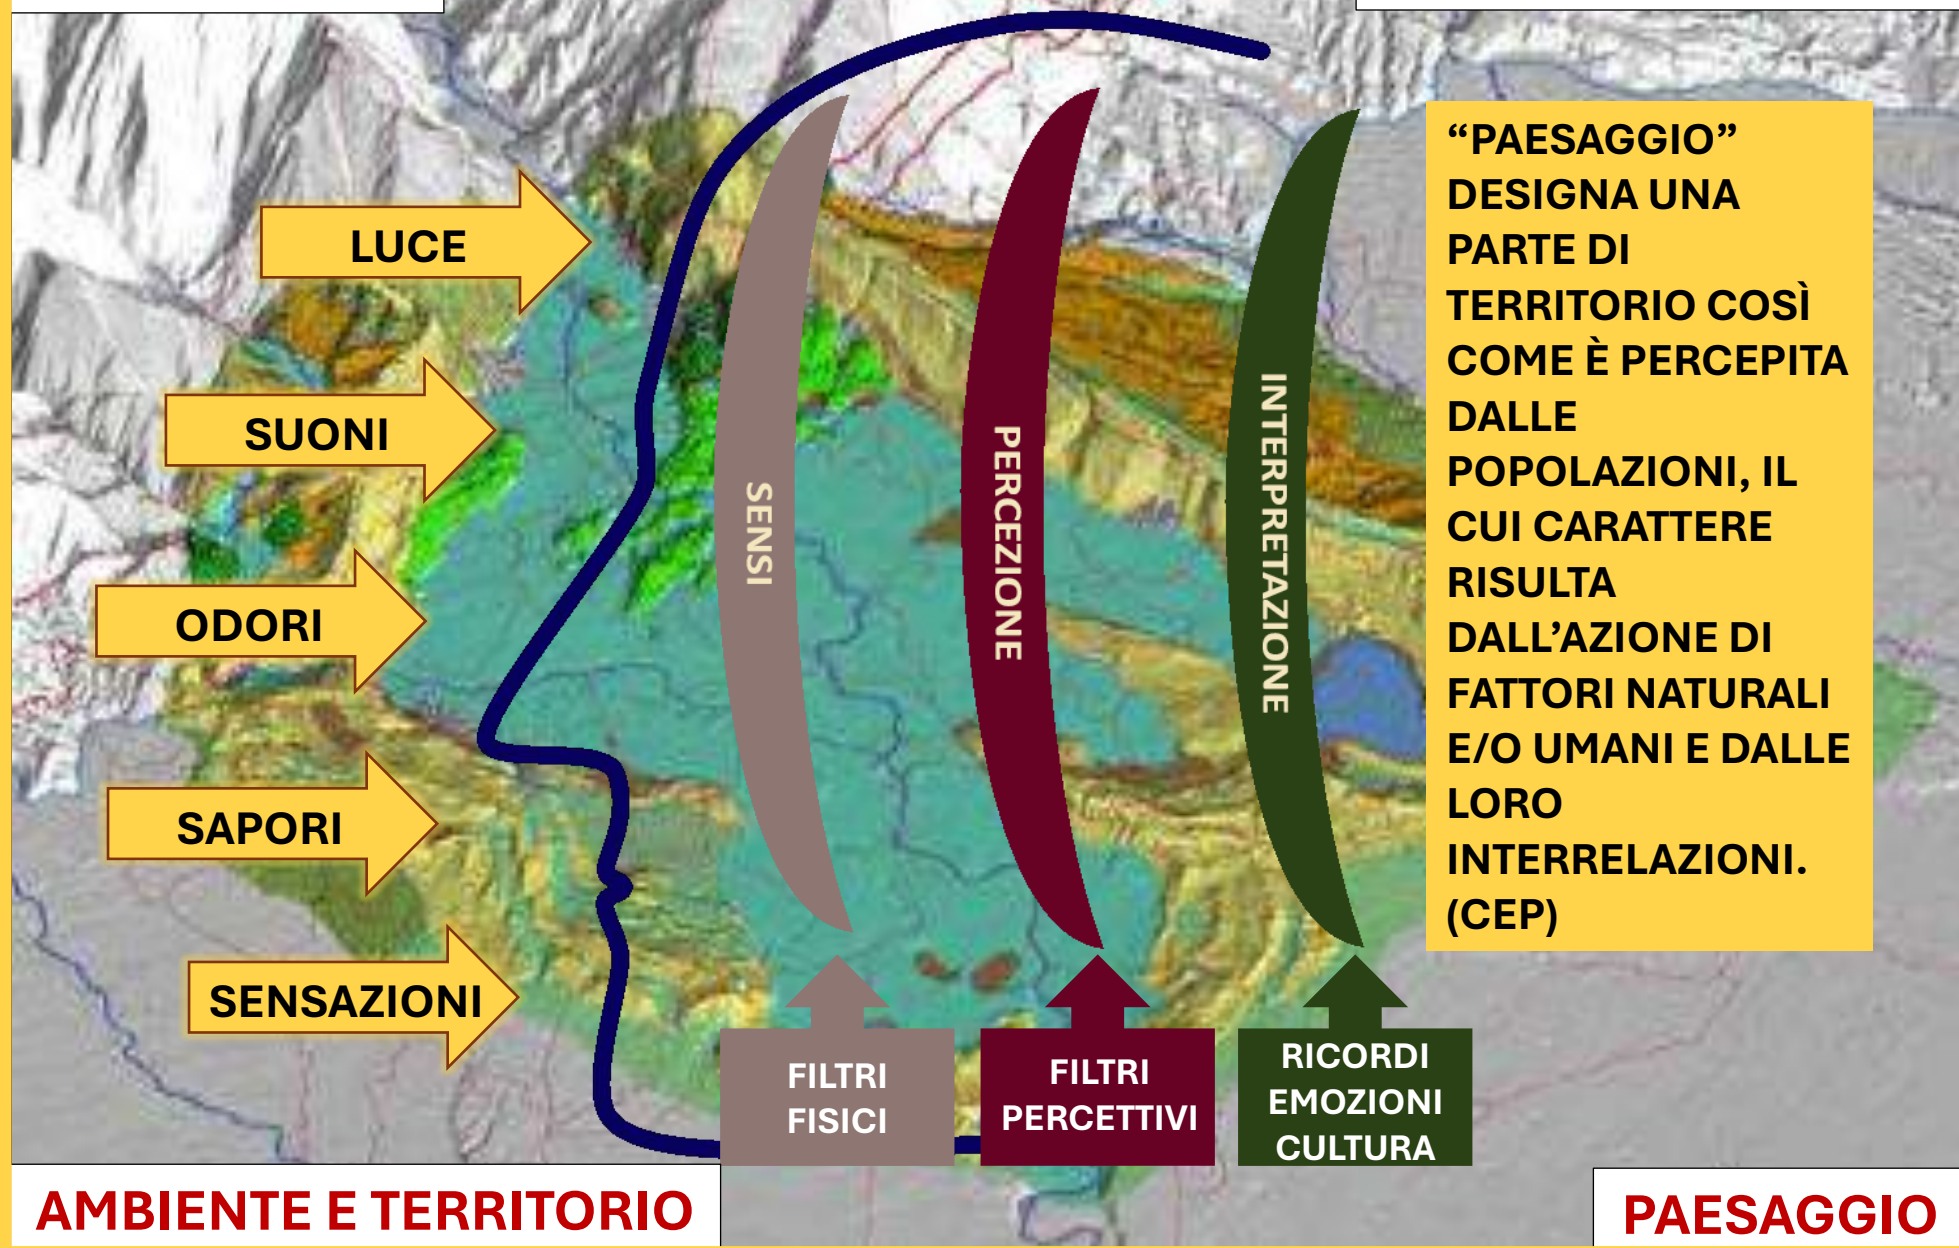 LUCE
SUONI
ODORI
SAPORI
SENSAZIONI
SENSI
PERCEZIONE
INTERPRETAZIONE
“PAESAGGIO”
DESIGNA UNA
PARTE DI
TERRITORIO COSÌ
COME È PERCEPITA
DALLE
POPOLAZIONI, IL
CUI CARATTERE
RISULTA
DALL’AZIONE DI
FATTORI NATURALI
E/O UMANI E DALLE
LORO
INTERRELAZIONI.
(CEP)
FILTRI
FISICI
FILTRI
PERCETTIVI
RICORDI
EMOZIONI
CULTURA
AMBIENTE E TERRITORIO
PAESAGGIO